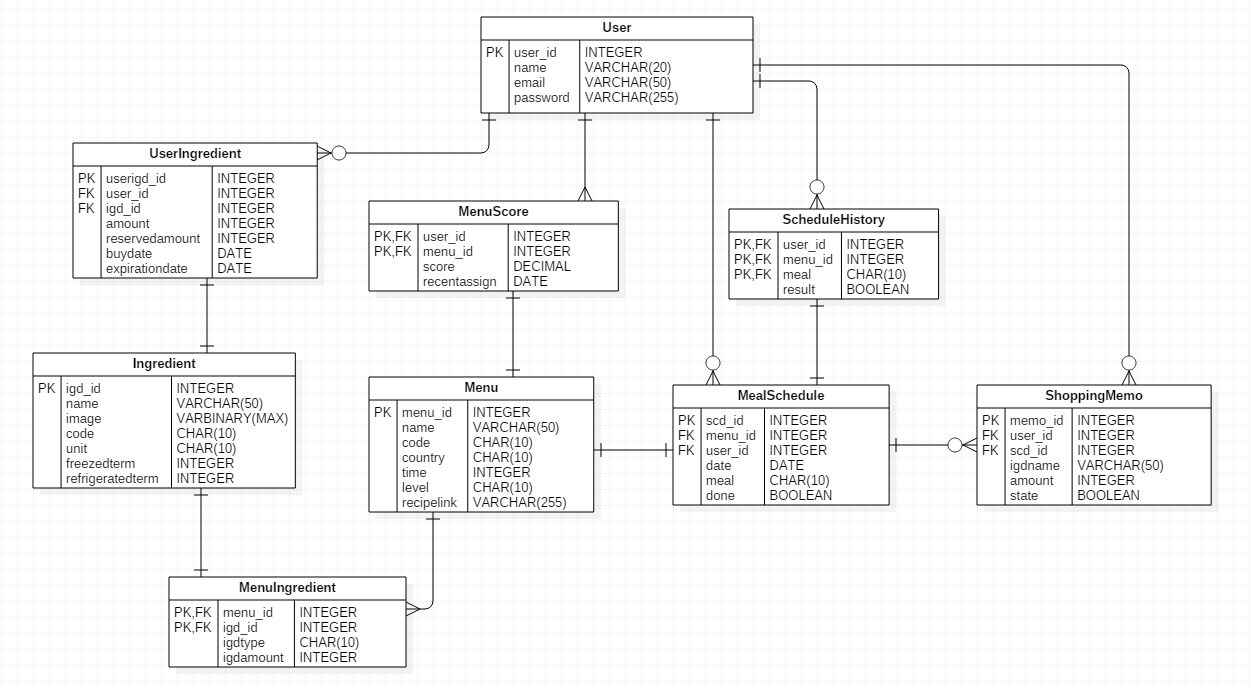 User
PK user_id INTEGER
name VARCHAR(20)
email VARCHAR(50)
password VARCHAR(255)
UserIngredient
PK userigd_id INTEGER
FK user_id INTEGER
FK igd_id INTEGER
amount INTEGER
reservedamount INTEGER
buydate DATE
expirationdate DATE
MenuScore
PK,FK user_id INTEGER
PK,FK menu_id INTEGER
score DECIMAL
recentassign DATE
ScheduleHistory
PK,FK user_id INTEGER
PK,FK menu_id INTEGER
PK,FK meal CHAR(10)
result BOOLEAN
Ingredient
PK igd_id INTEGER
name VARCHAR(50)
image VARBINARY(MAX)
code CHAR(10)
unit CHAR(10)
freezedterm INTEGER
refrigeratedterm INTEGER
Menu
PK menu_id INTEGER
name VARCHAR(50)
code CHAR(10)
country CHAR(10)
time INTEGER
level CHAR(10)
recipelink VARCHAR(255)
MealSchedule
PK scd_id INTEGER
FK menu_id INTEGER
FK user_id INTEGER
date DATE
meal CHAR(10)
done BOOLEAN
ShoppingMemo
PK memo_id INTEGER
FK user_id INTEGER
FK scd_id INTEGER
igdname VARCHAR(50)
amount INTEGER
state BOOLEAN
MenuIngredient
PK,FK menu_id INTEGER
PK,FK igd_id INTEGER
igdtype CHAR(10)
igdamount INTEGER